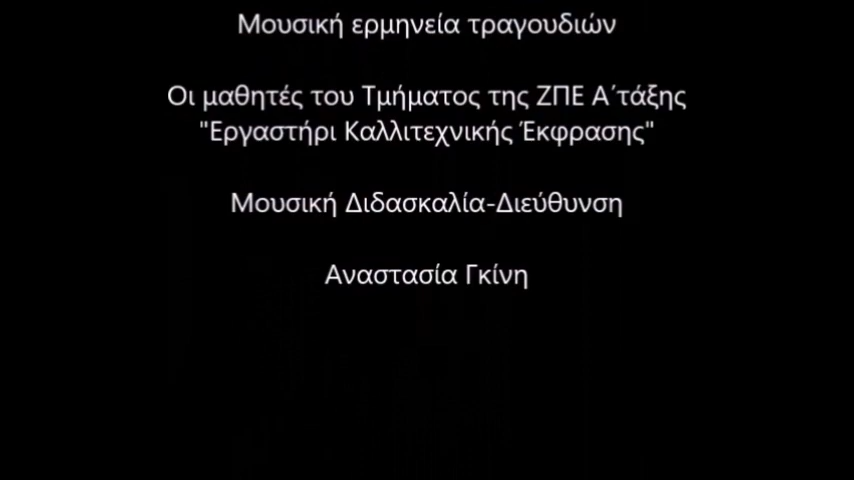 Μουσική ερμηνεία τραγουδιών
Οι μαθητές του Τμήματος της ΖΠΕ Α΄τάξης
"Εργαστήρι Καλλιτεχνικής Έκφρασης"
Μουσική Διδασκαλία-Διεύθυνση
Αναστασία Γκίνη